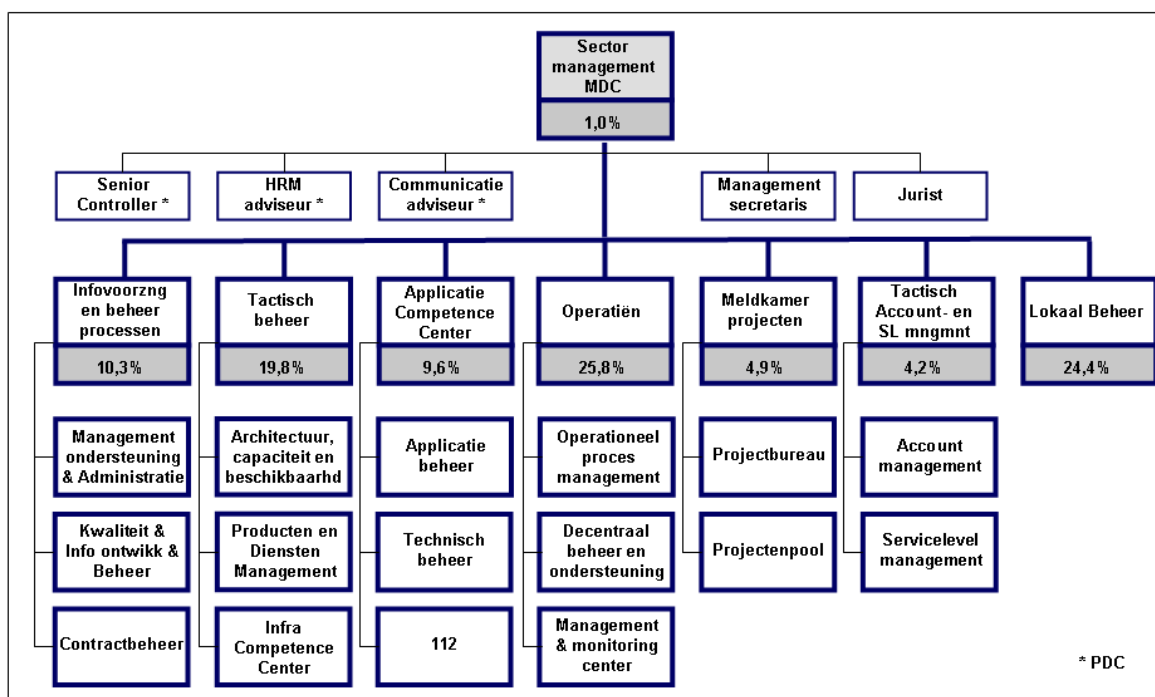 Sector
management
MDC
1,0%
Senior
Controller *
HRM
adviseur *
Communicatie
adviseur *
Management
secretaris
Jurist
Infovoorzng
en beheer
processen
10,3%
Tactisch
beheer
19,8%
Applicatie
Competence
Center
9,6%
Operatiën
25,8%
Meldkamer
projecten
4,9%
Tactisch
Account- en
SL mngmnt
4,2%
Lokaal Beheer
24,4%
Management
ondersteuning
& Administratie
Architectuur,
capaciteit en
beschikbaarhd
Applicatie
beheer
Operationeel
proces
management
Projectbureau
Account
management
Kwaliteit &
Info ontwikk &
Beheer
Producten en
Diensten
Management
Technisch
beheer
Decentraal
beheer en
ondersteuning
Projectenpool
Servicelevel
management
Contractbeheer
Infra
Competence
Center
112
Management
& monitoring
center
* PDC